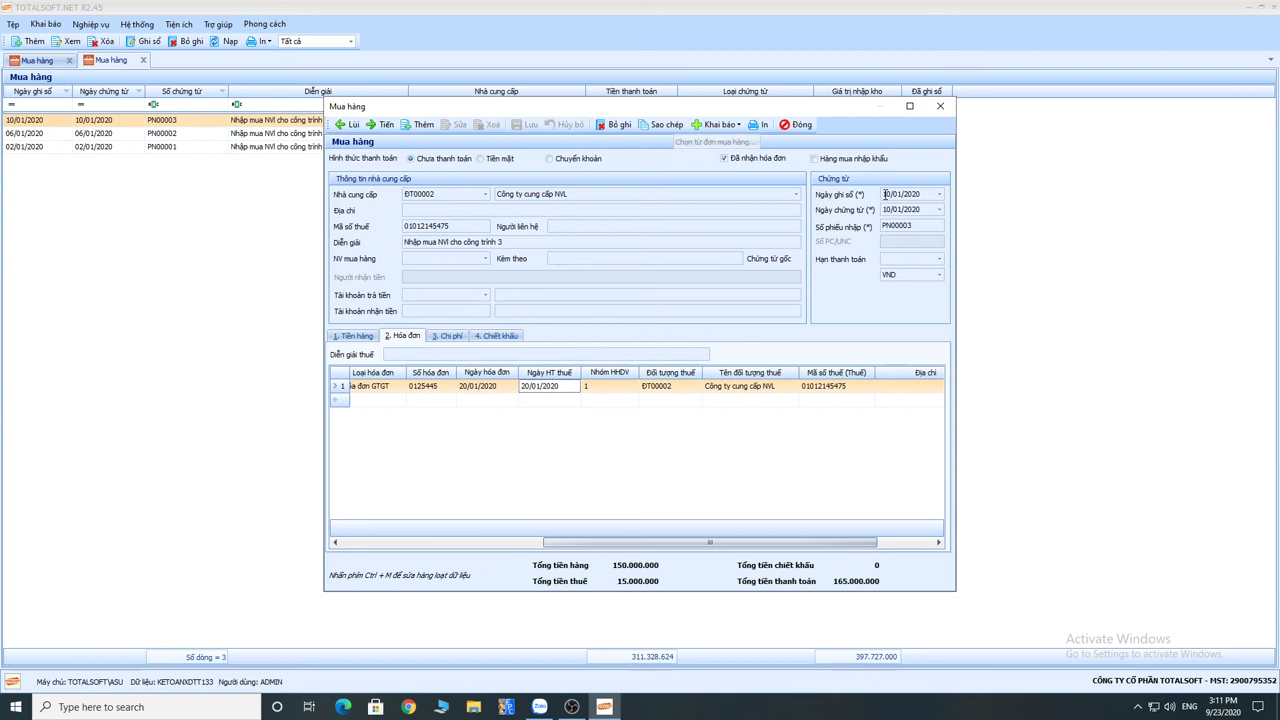 TOTALSOFT.NET R2.45
Tệp Khai báo Nghiệp vụ Hệ thống Tiện ích Trợ giúp Phong cách
Thêm Xem Xóa Ghi sổ Bỏ ghi Nạp In Tất cả
Mua hàng Mua hàng
Mua hàng
Ngày ghi sổ Ngày chứng từ Số chứng từ Diễn giải Nhà cung cấp Tiền thanh toán Loại chứng từ Giá trị nhập kho Đã ghi sổ
10/01/2020 10/01/2020 PN00003 Nhập mua NVl cho công trình
06/01/2020 06/01/2020 PN00002 Nhập mua NVl cho công trình
02/01/2020 02/01/2020 PN00001 Nhập mua NVl cho công trình
Mua hàng
Lùi Tiến Thêm Sửa Xoá Lưu Hủy bỏ Bỏ ghi Sao chép Khai báo In Đóng
Mua hàng Chọn từ đơn mua hàng...
Hình thức thanh toán Chưa thanh toán Tiền mặt Chuyển khoản Đã nhận hóa đơn Hàng mua nhập khẩu
Thông tin nhà cung cấp
Nhà cung cấp ĐT00002 Công ty cung cấp NVL
Địa chỉ
Mã số thuế 01012145475 Người liên hệ
Diễn giải Nhập mua NVl cho công trình 3
NV mua hàng Kèm theo Chứng từ gốc
Người nhận tiền
Tài khoản trả tiền
Tài khoản nhận tiền
Chứng từ
Ngày ghi sổ (*) 10/01/2020
Ngày chứng từ (*) 10/01/2020
Số phiếu nhập (*) PN00003
Số PC/UNC
Hạn thanh toán
VND
1. Tiền hàng 2. Hóa đơn 3. Chi phí 4. Chiết khấu
Diễn giải thuế
Loại hóa đơn Số hóa đơn Ngày hóa đơn Ngày HT thuế Nhóm HHDV Đối tượng thuế Tên đối tượng thuế Mã số thuế (Thuế) Địa chỉ
1 óa đơn GTGT 0125445 20/01/2020 20/01/2020 1 ĐT00002 Công ty cung cấp NVL 01012145475
Nhấn phím Ctrl + M để sửa hàng loạt dữ liệu
Tổng tiền hàng 150.000.000 Tổng tiền chiết khấu 0
Tổng tiền thuế 15.000.000 Tổng tiền thanh toán 165.000.000
Số dòng = 3 311.328.624 397.727.000
Activate Windows
Go to Settings to activate Windows.
Máy chủ: TOTALSOFT\ASU Dữ liệu: KETOANXDTT133 Người dùng: ADMIN CÔNG TY CỔ PHẦN TOTALSOFT - MST: 2900795352
Type here to search
Zalo
ENG
3:11 PM
9/23/2020